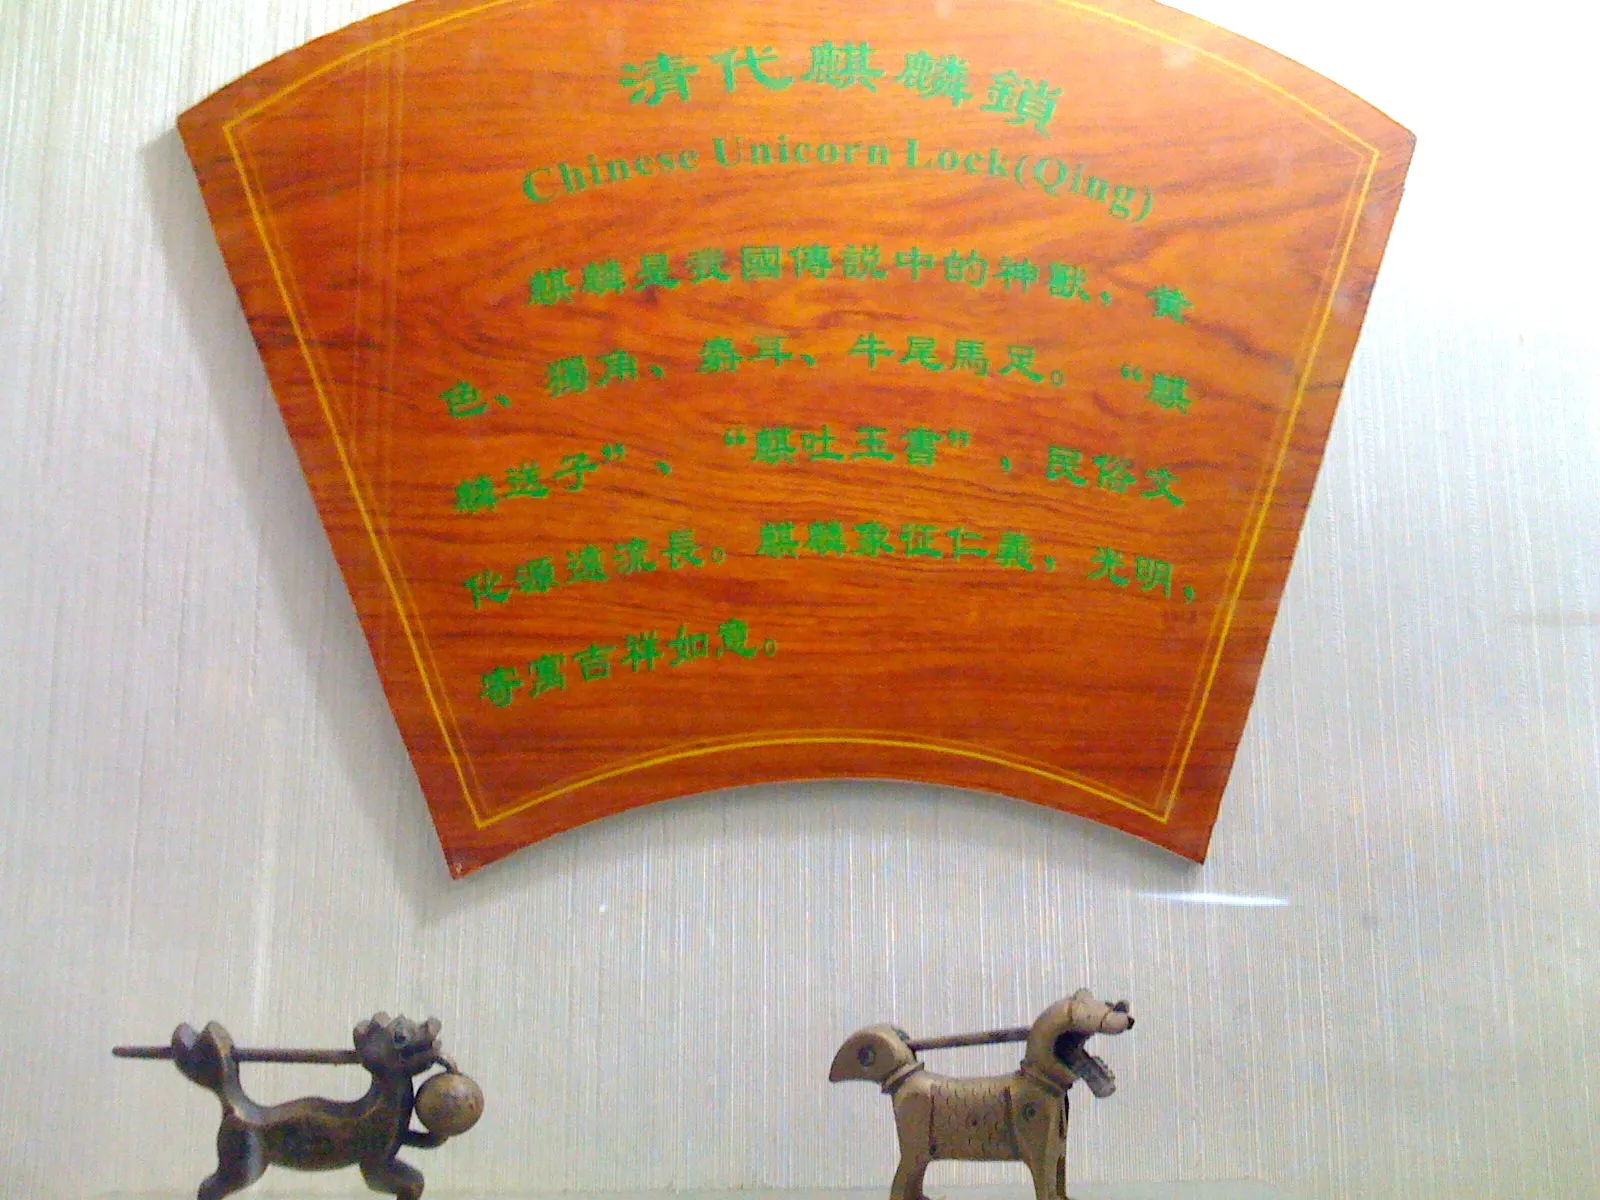 清代麒麟鎖
Chinese Unicorn Lock(Qing)
麒麟是我國傳説中的神獸，黄
色、獨角、耳、牛尾馬足。“麒
麟送子”、“麒吐玉書”，民俗文
化源遠流長。麒麟象征仁義，光明，
寄寓吉祥如意。